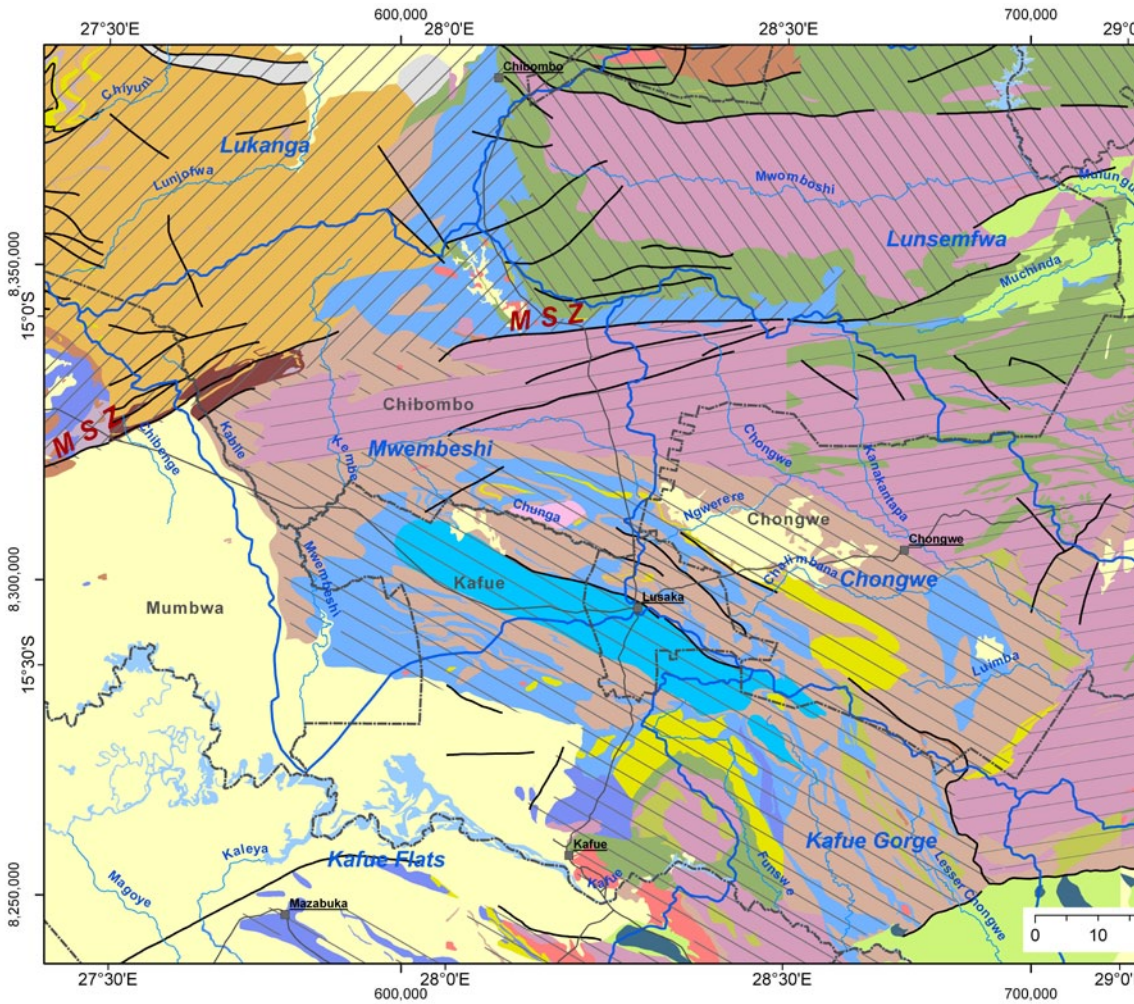 600,000 700,000
27°30'E 28°0'E 28°30'E 29°0'
Chibombo
Chiyuni
Lukanga
Lunjofwa
Mwomboshi
Mulungu
Lunsemfwa
8,350,000
Muchinda
15°0'S
M S Z
Chibombo
M S Z
Chibenge
Kabile
Kembe
Mwembeshi
Chongwe
Kanakantapa
Chunga
Ngwerere
Chongwe
Chongwe
8,300,000
Mwembeshi
Kafue
Chalimbana
Chongwe
Mumbwa
Lusaka
15°30'S
Luimba
Kafue
Kaleya
Kafue Flats
Kafue Gorge
Magoye
Kafue
Funswe
Lesser Chongwe
8,250,000
Mazabuka
0 10
27°30'E 28°0'E 28°30'E 29°0'
600,000 700,000